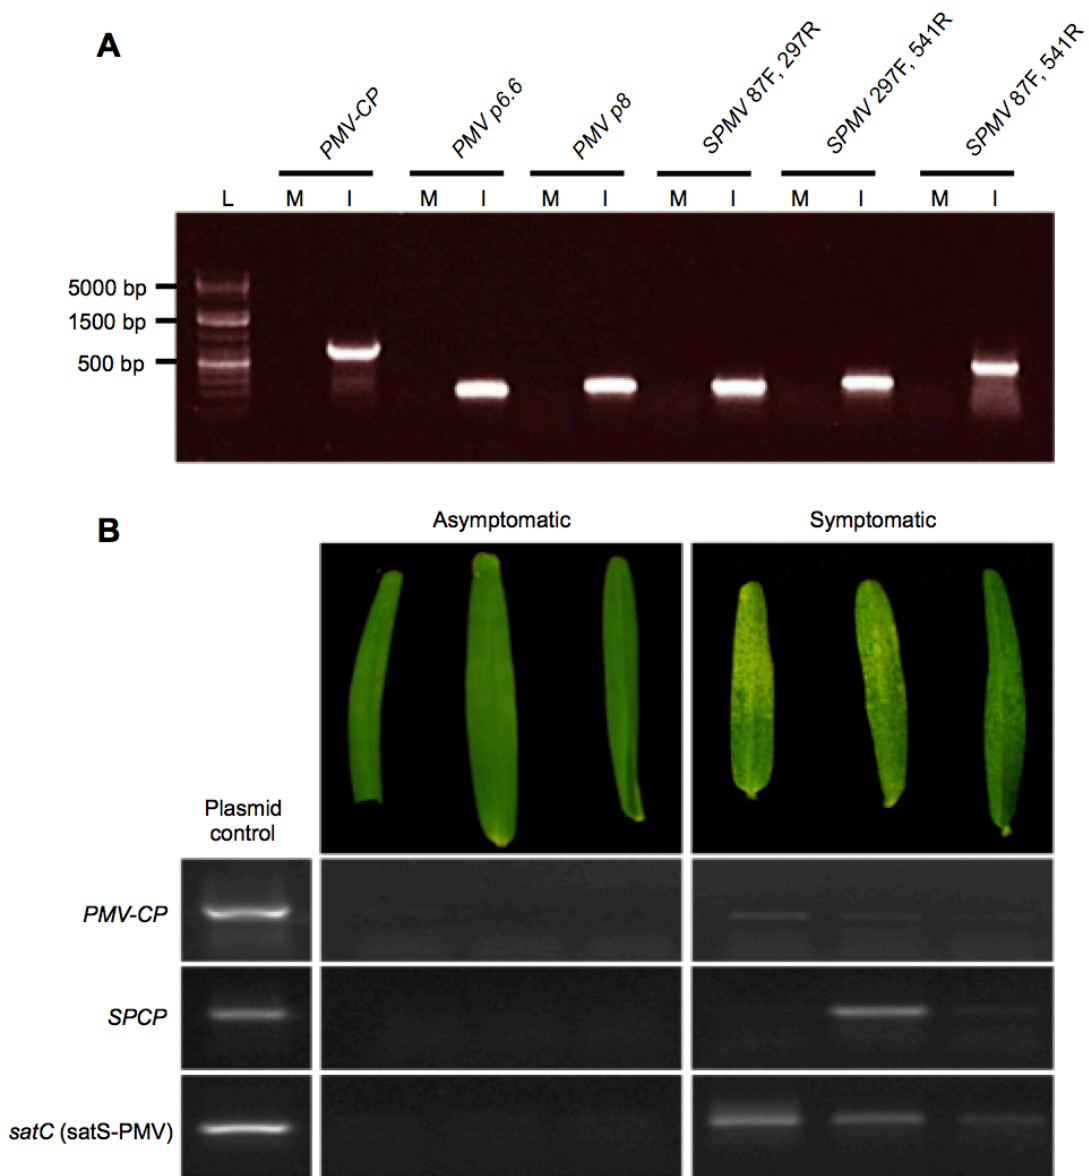 A
PMV-CP
PMV p6.6
PMV p8
SPMV 87F, 297R
SPMV 297F, 541R
SPMV 87F, 541R
L M I M I M I M I M I M I
5000 bp
1500 bp
500 bp
B
Asymptomatic Symptomatic
Plasmid
control
PMV-CP
SPCP
satC (satS-PMV)